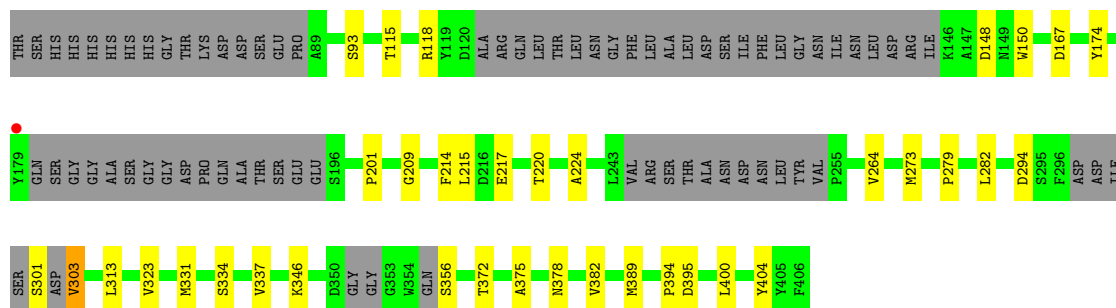 THR SER HIS HIS HIS HIS HIS HIS GLY THR LYS ASP ASP SER GLU PRO A89 S93 T115 R118 Y119 D120 ALA ARG GLN LEU THR LEU ASN GLY PHE LEU ALA LEU ASP SER ILE PHE LEU GLY ASN ILE ASN LEU ASP ARG ILE K146 A147 D148 N149 W150 D167 Y174
Y179 GLN SER GLY GLY ALA SER GLY GLY ASP PRO GLN ALA THR SER GLU GLU S196 P201 G209 F214 L215 D216 E217 T220 A224 L243 VAL ARG SER THR ALA ASN ASP ASP ASN LEU TYR VAL P255 V264 M273 P279 L282 D294 S295 F296 ASP ASP ILE
SER S301 ASP V303 L313 V323 M331 S334 V337 K346 D350 GLY GLY G353 W354 GLN S356 T372 A375 N378 V382 M389 P394 D395 L400 Y404 Y405 F406